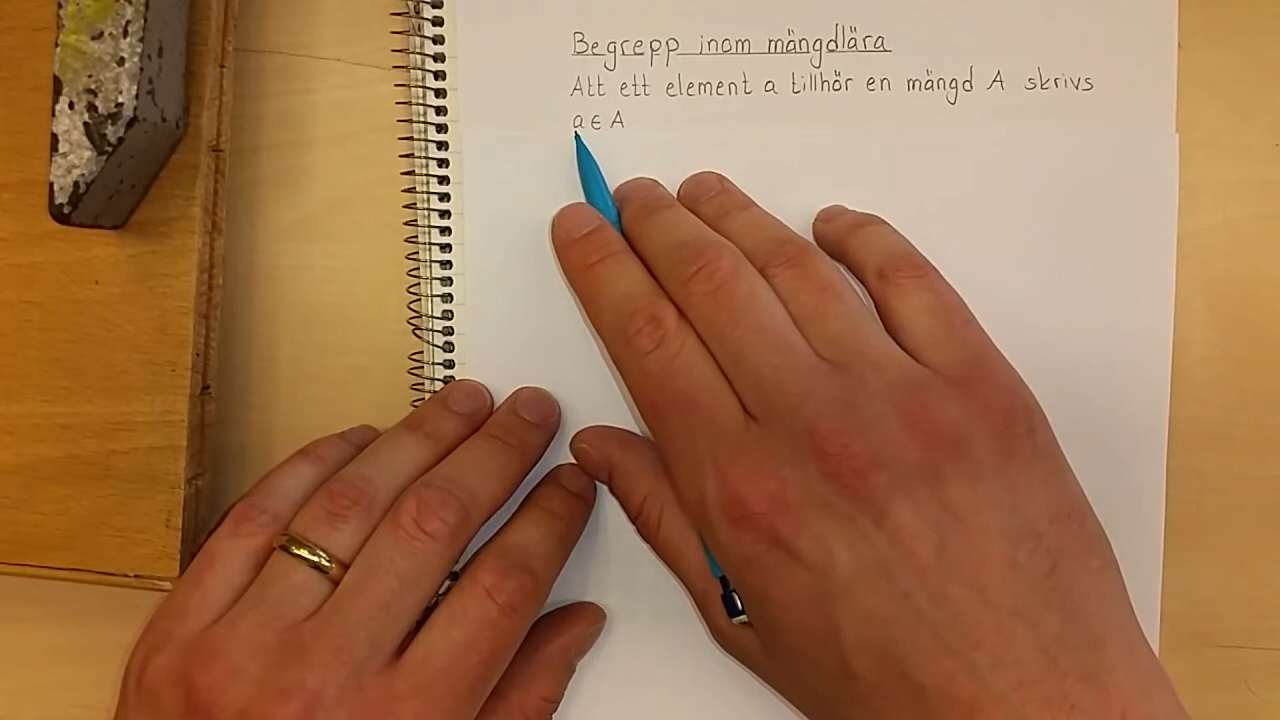 Begrepp inom mängdlära
Att ett element a tillhör en mängd A skrivs
a ∈ A